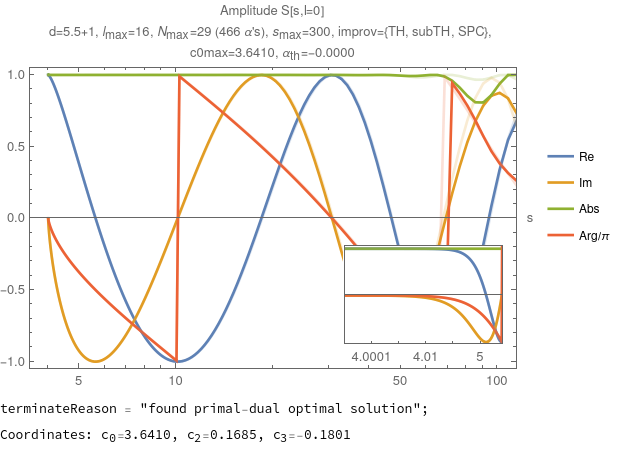 Amplitude S[s,l=0]
d=5.5+1, lmax=16, Nmax=29 (466 α's), smax=300, improv={TH, subTH, SPC},
c0max=3.6410, αth=-0.0000
1.0
0.5
0.0
-0.5
-1.0
5
10
50
100
s
4.0001
4.01
5
Re
Im
Abs
Arg/π
terminateReason = "found primal-dual optimal solution";
Coordinates: c0=3.6410, c2=0.1685, c3=-0.1801